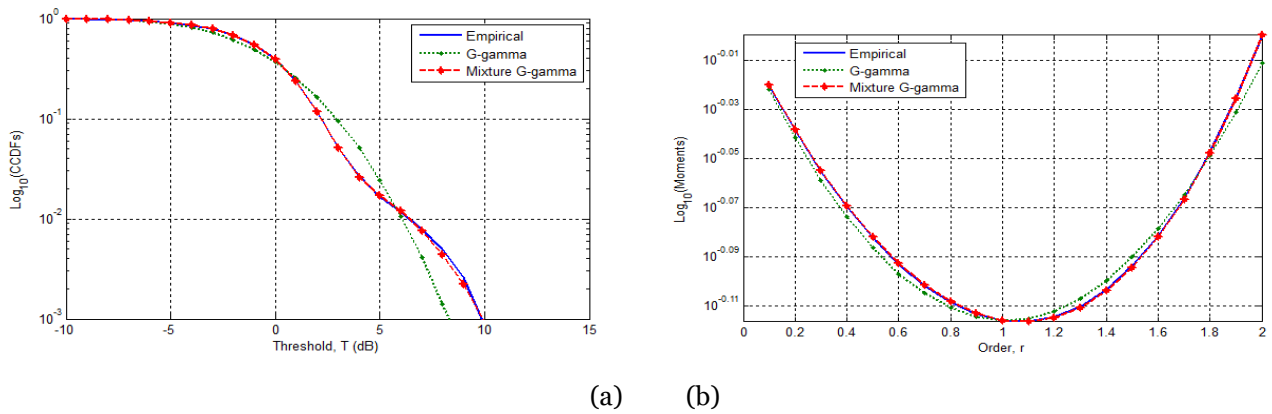 Log10(CCDFs)
10^0
10^-1
10^-2
10^-3
-10 -5 0 5 10 15
Threshold, T (dB)
Empirical
G-gamma
Mixture G-gamma
Log10(Moments)
10^-0.01
10^-0.03
10^-0.05
10^-0.07
10^-0.09
10^-0.11
0 0.2 0.4 0.6 0.8 1 1.2 1.4 1.6 1.8 2
Order, r
Empirical
G-gamma
Mixture G-gamma
(a) (b)